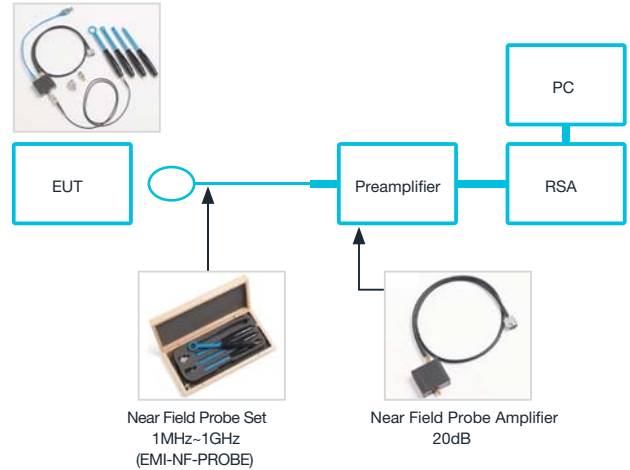 PC
EUT
Preamplifier
RSA
Near Field Probe Set
1MHz~1GHz
(EMI-NF-PROBE)
Near Field Probe Amplifier
20dB